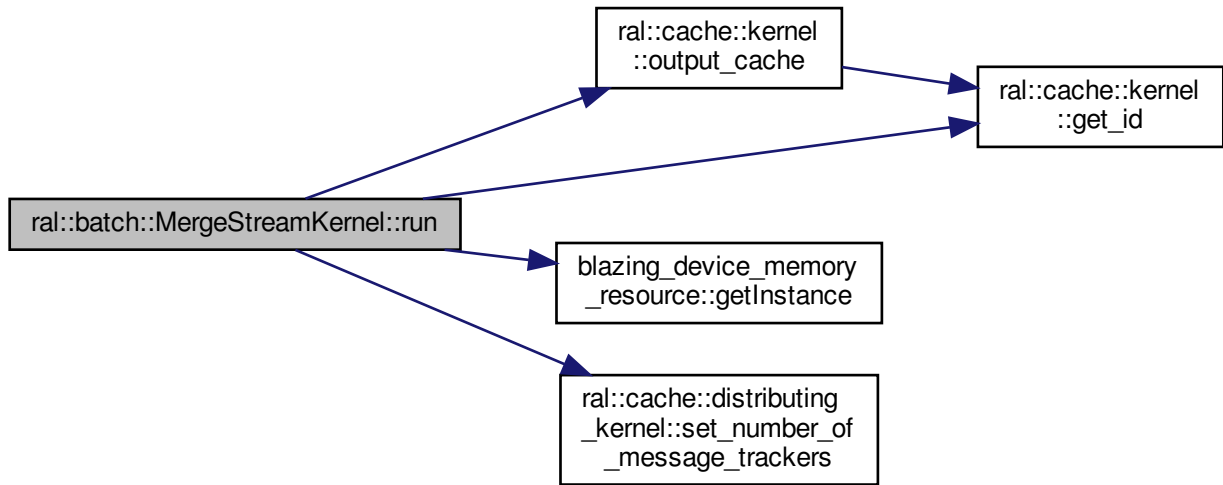 ral::cache::kernel
::output_cache
ral::cache::kernel
::get_id
ral::batch::MergeStreamKernel::run
blazing_device_memory
_resource::getInstance
ral::cache::distributing
_kernel::set_number_of
_message_trackers